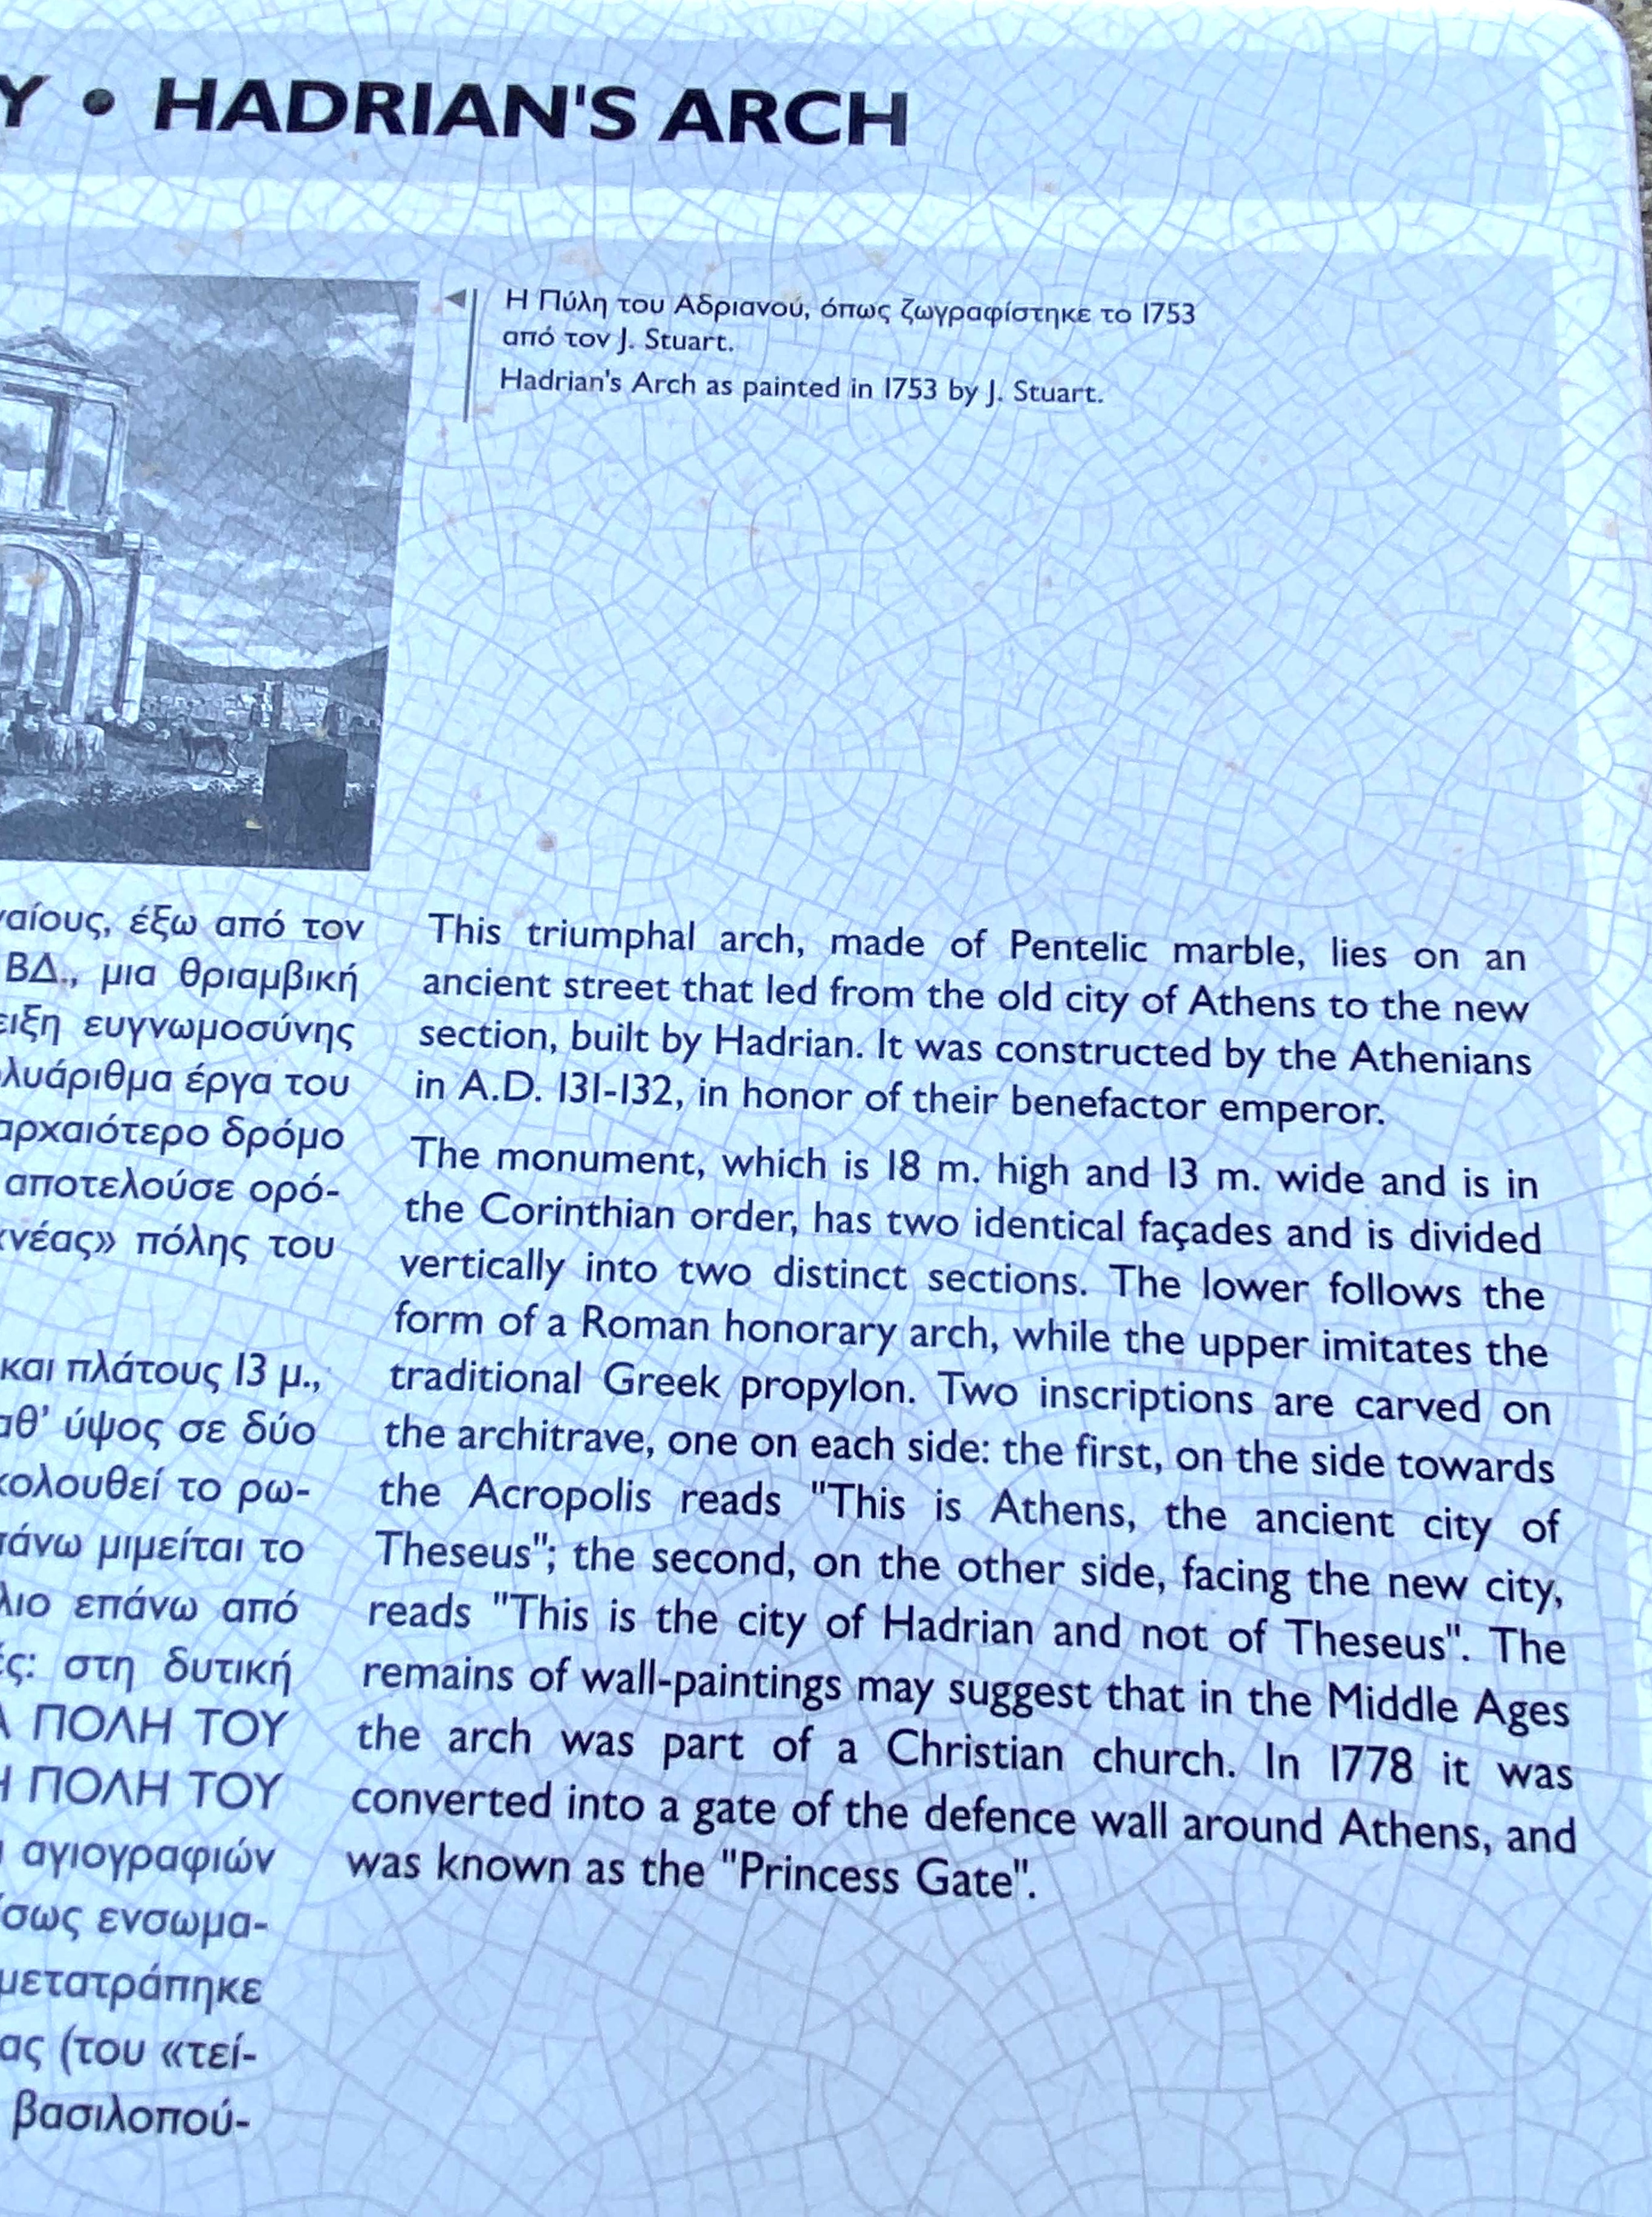 • HADRIAN'S ARCH
Η Πύλη του Αδριανού, όπως ζωγραφίστηκε το 1753
από τον J. Stuart.
Hadrian's Arch as painted in 1753 by J. Stuart.
έξω από τον
ΒΔ., μια θριαμβική
ευγνωμοσύνης
έργα του
δρόμο
αποτελούσε ορό-
«νέας» πόλης του
και πλάτους 13 μ.,
ύψος σε δύο
το ρω-
μιμείται το
επάνω από
στη δυτική
ΠΟΛΗ ΤΟΥ
ΠΟΛΗ ΤΟΥ
αγιογραφιών
ενσωμα-
μετατράπηκε
(του «τεί-
βασιλοπού-
This triumphal arch, made of Pentelic marble, lies on an
ancient street that led from the old city of Athens to the new
section, built by Hadrian. It was constructed by the Athenians
in A.D. 131-132, in honor of their benefactor emperor.
The monument, which is 18 m. high and 13 m. wide and is in
the Corinthian order, has two identical façades and is divided
vertically into two distinct sections. The lower follows the
form of a Roman honorary arch, while the upper imitates the
traditional Greek propylon. Two inscriptions are carved on
the architrave, one on each side: the first, on the side towards
the Acropolis reads "This is Athens, the ancient city of
Theseus"; the second, on the other side, facing the new city,
reads "This is the city of Hadrian and not of Theseus". The
remains of wall-paintings may suggest that in the Middle Ages
the arch was part of a Christian church. In 1778 it was
converted into a gate of the defence wall around Athens, and
was known as the "Princess Gate".